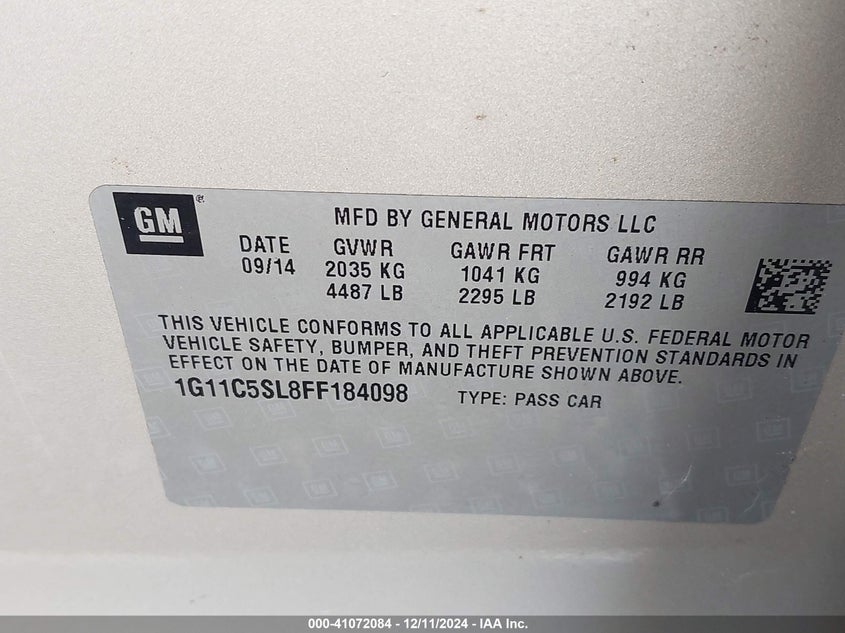 GM®
MFD BY GENERAL MOTORS LLC
DATE GVWR GAWR FRT GAWR RR
09/14 2035 KG 1041 KG 994 KG
4487 LB 2295 LB 2192 LB
THIS VEHICLE CONFORMS TO ALL APPLICABLE U.S. FEDERAL MOTOR
VEHICLE SAFETY, BUMPER, AND THEFT PREVENTION STANDARDS IN
EFFECT ON THE DATE OF MANUFACTURE SHOWN ABOVE.
1G11C5SL8FF184098 TYPE: PASS CAR
000-41072084 - 12/11/2024 - IAA Inc.